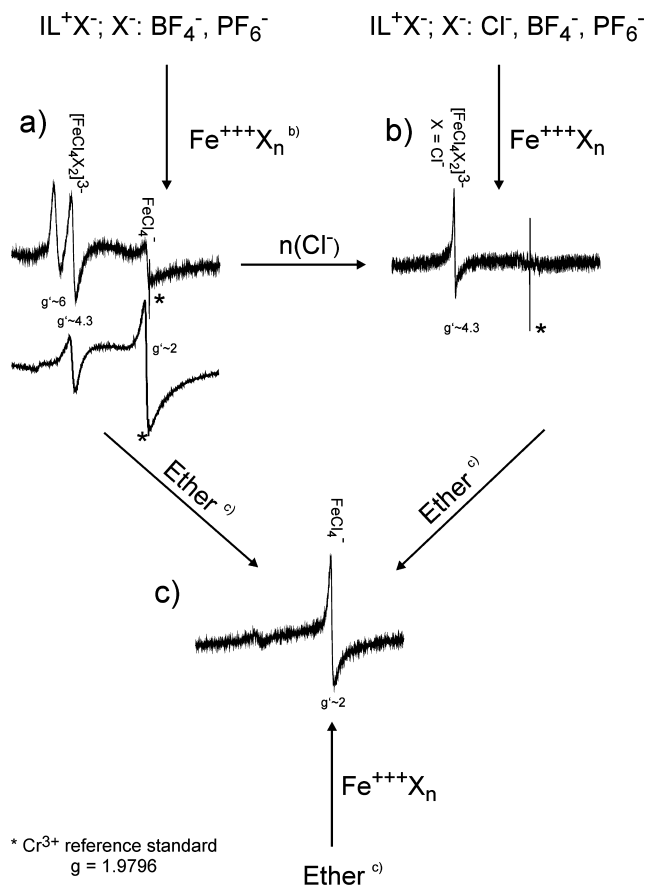 IL⁺X⁻; X⁻: BF₄⁻, PF₆⁻
IL⁺X⁻; X⁻: Cl⁻, BF₄⁻, PF₆⁻
a)
[FeCl₄X₂]³⁻
Fe⁺⁺⁺Xₙ b)
FeCl₄⁻
b)
[FeCl₄X₂]³⁻
X = Cl⁻
Fe⁺⁺⁺Xₙ
n(Cl⁻)
*
g'~6
g'~4.3
g'~2
*
g'~4.3
*
Ether c)
Ether c)
FeCl₄⁻
c)
g'~2
Fe⁺⁺⁺Xₙ
* Cr³⁺ reference standard
g = 1.9796
Ether c)